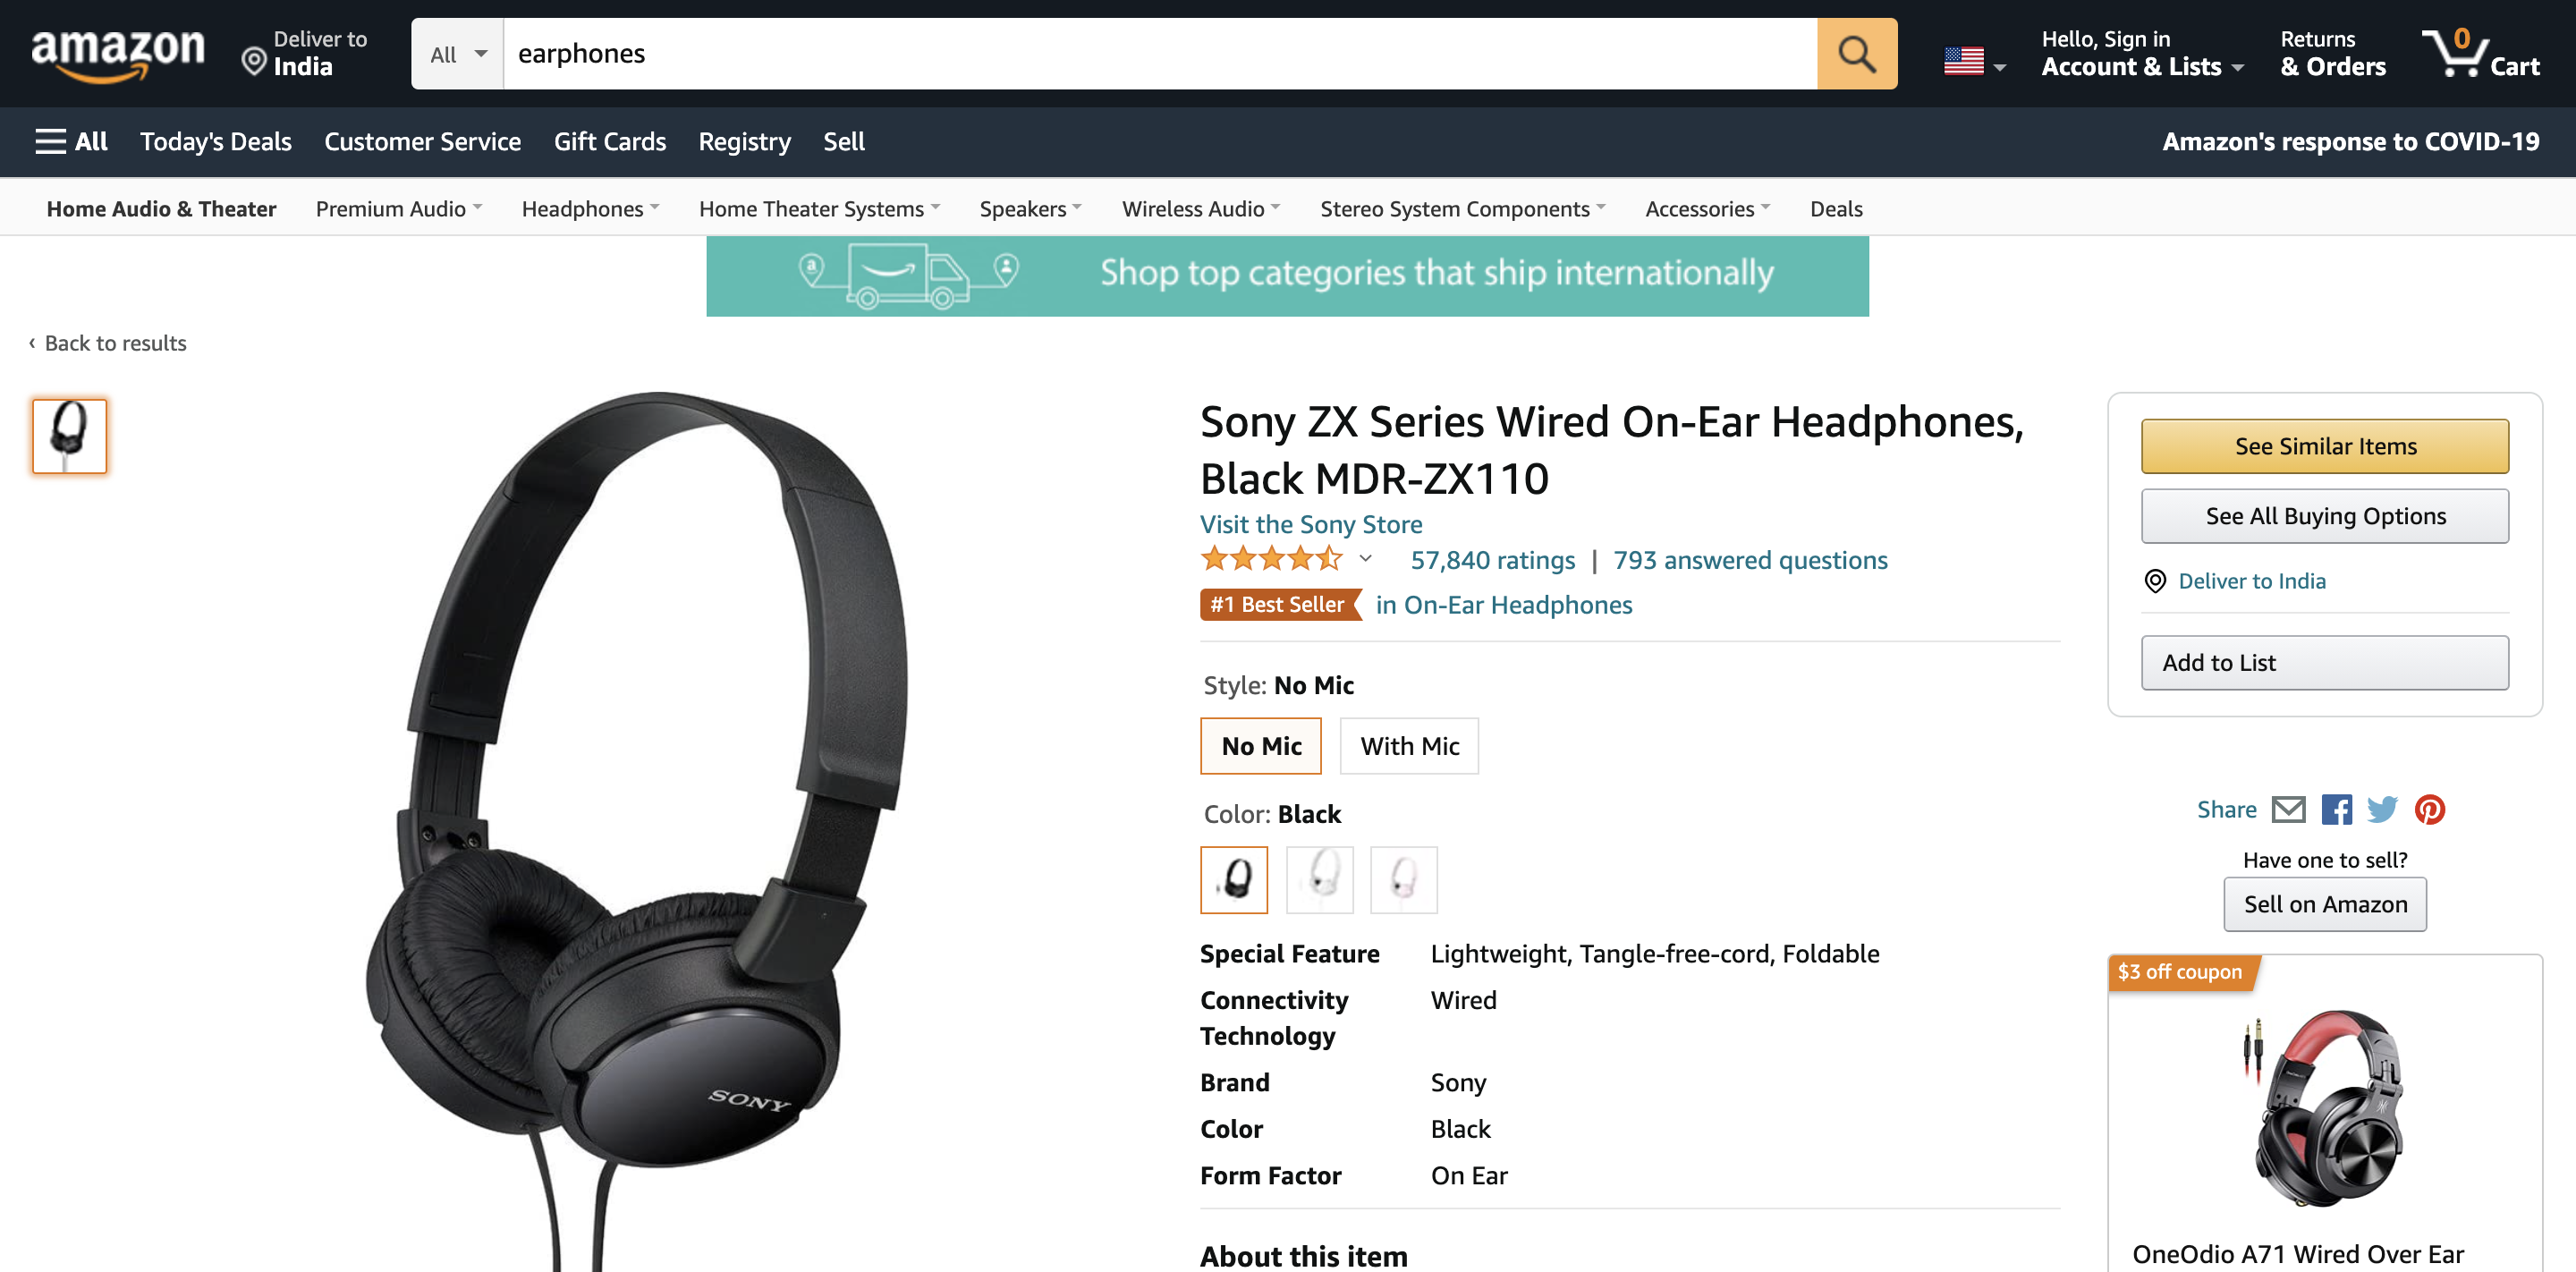 amazon
Deliver to
India
All
earphones
Hello, Sign in
Account & Lists
Returns
& Orders
0
Cart
All
Today's Deals
Customer Service
Gift Cards
Registry
Sell
Amazon's response to COVID-19
Home Audio & Theater
Premium Audio
Headphones
Home Theater Systems
Speakers
Wireless Audio
Stereo System Components
Accessories
Deals
a
Shop top categories that ship internationally
‹ Back to results
SONY
Sony ZX Series Wired On-Ear Headphones,
Black MDR-ZX110
Visit the Sony Store
57,840 ratings | 793 answered questions
#1 Best Seller in On-Ear Headphones
Style: No Mic
No Mic
With Mic
Color: Black
Special Feature Lightweight, Tangle-free-cord, Foldable
Connectivity Wired
Technology
Brand Sony
Color Black
Form Factor On Ear
About this item
See Similar Items
See All Buying Options
Deliver to India
Add to List
Share
Have one to sell?
Sell on Amazon
$3 off coupon
OneOdio A71 Wired Over Ear